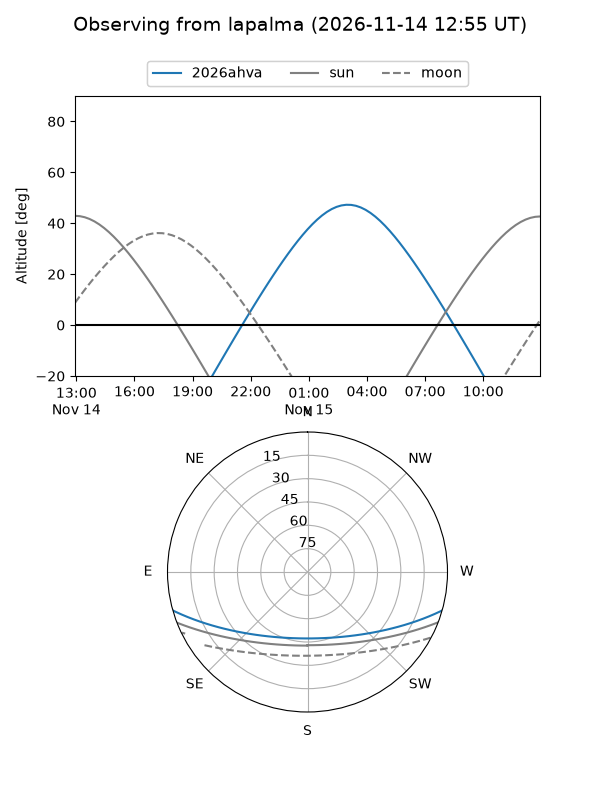 Observing from lapalma (2026-11-14 12:55 UT)
2026ahva sun moon
Altitude [deg]
80
60
40
20
0
−20
13:00 16:00 19:00 22:00 01:00 04:00 07:00 10:00
Nov 14 Nov 15
N
NE NW
15
30
45
60
75
E W
SE SW
S